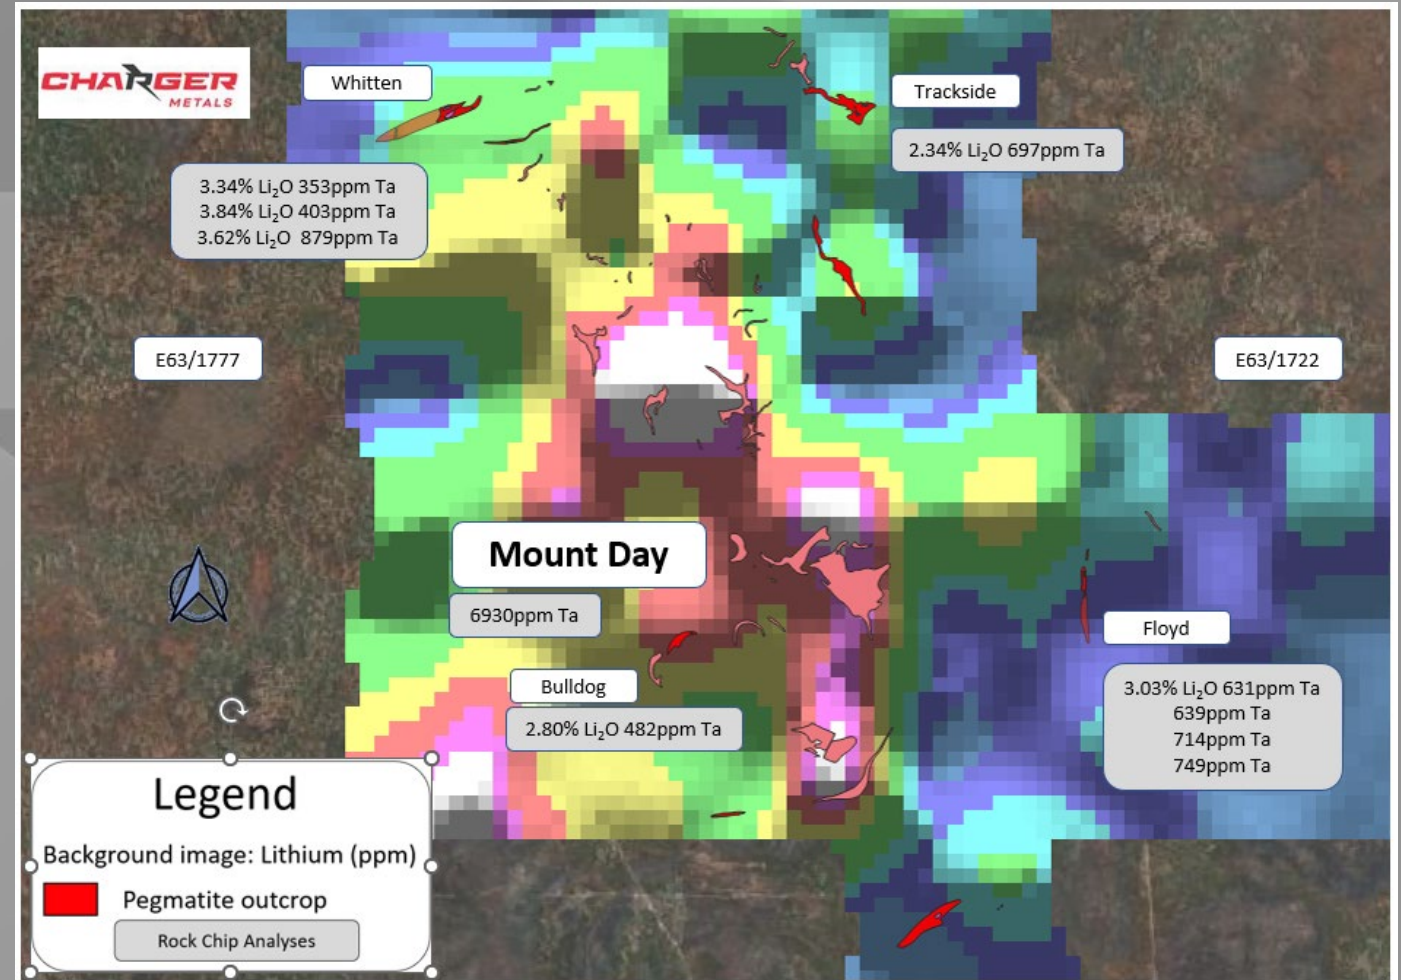 CHARGER
METALS
Whitten
Trackside
2.34% Li₂O 697ppm Ta
3.34% Li₂O 353ppm Ta
3.84% Li₂O 403ppm Ta
3.62% Li₂O 879ppm Ta
E63/1777
E63/1722
Mount Day
6930ppm Ta
Floyd
Bulldog
2.80% Li₂O 482ppm Ta
3.03% Li₂O 631ppm Ta
639ppm Ta
714ppm Ta
749ppm Ta
Legend
Background image: Lithium (ppm)
Pegmatite outcrop
Rock Chip Analyses